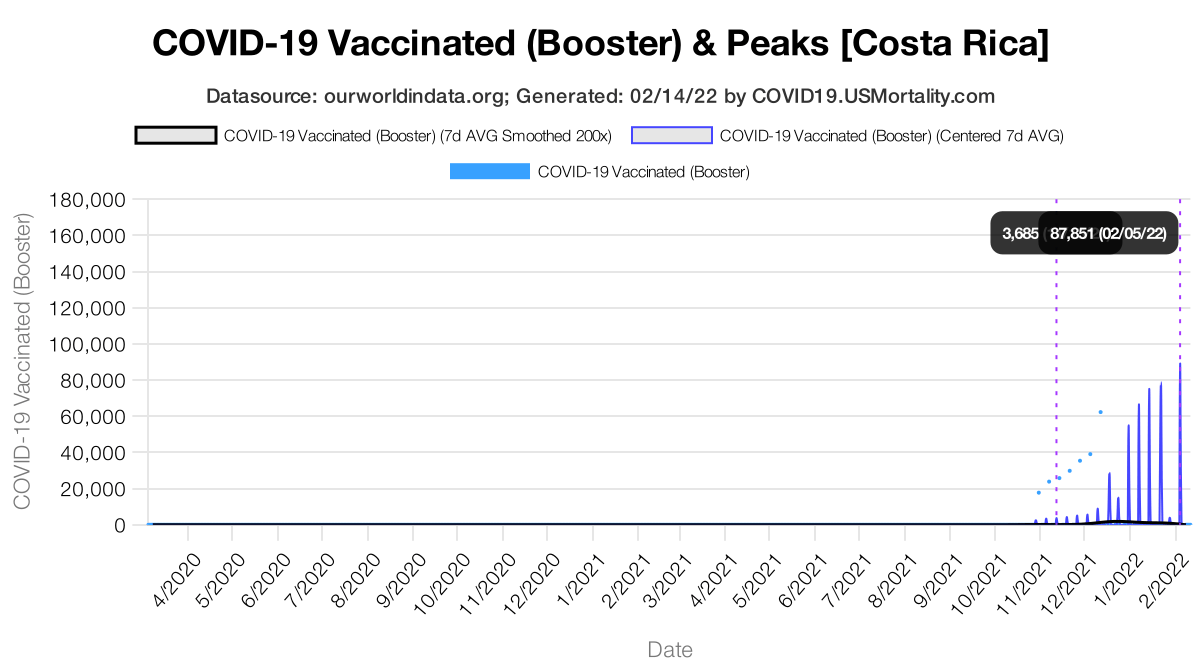 COVID-19 Vaccinated (Booster) & Peaks [Costa Rica]
Datasource: ourworldindata.org; Generated: 02/14/22 by COVID19.USMortality.com
COVID-19 Vaccinated (Booster) (7d AVG Smoothed 200x) COVID-19 Vaccinated (Booster) (Centered 7d AVG)
COVID-19 Vaccinated (Booster)
COVID-19 Vaccinated (Booster)
180,000
160,000
140,000
120,000
100,000
80,000
60,000
40,000
20,000
0
3,685 87,851 (02/05/22)
4/2020 5/2020 6/2020 7/2020 8/2020 9/2020 10/2020 11/2020 12/2020 1/2021 2/2021 3/2021 4/2021 5/2021 6/2021 7/2021 8/2021 9/2021 10/2021 11/2021 12/2021 1/2022 2/2022
Date